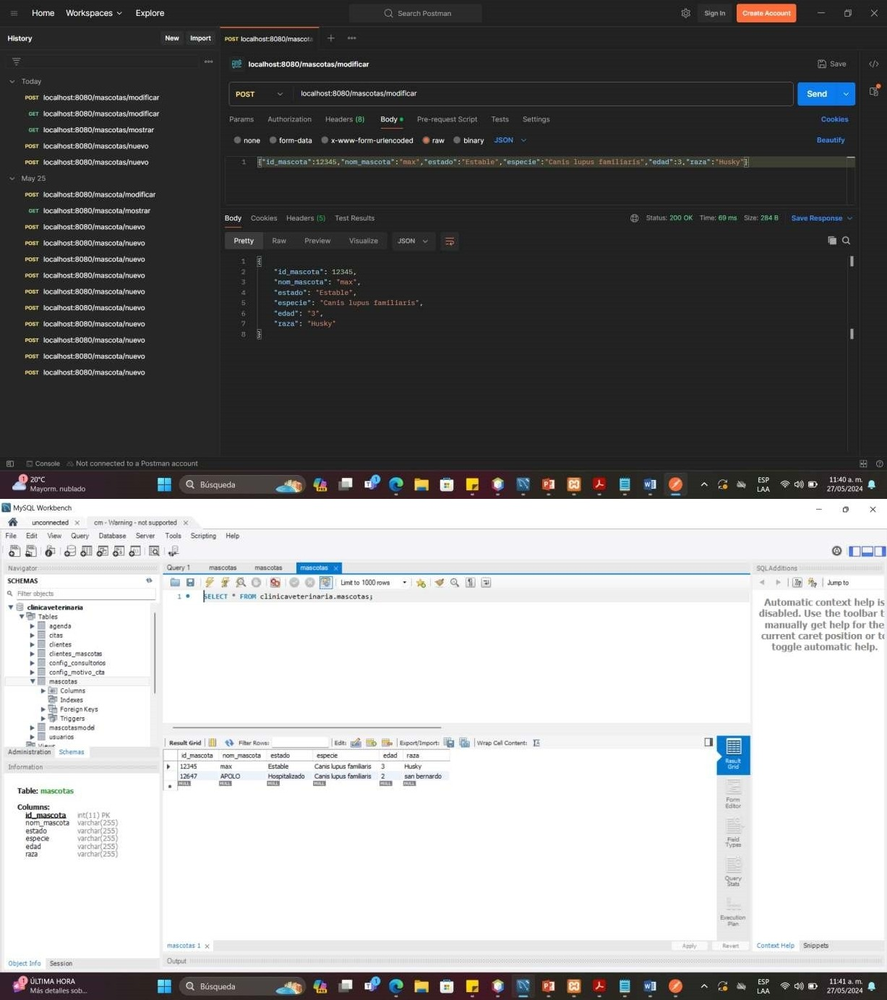 Home Workspaces Explore Search Postman Sign In Create Account
History New Import POST localhost:8080/mascota
localhost:8080/mascotas/modificar Save
Today
POST localhost:8080/mascotas/modificar
GET localhost:8080/mascotas/modificar
GET localhost:8080/mascotas/mostrar
POST localhost:8080/mascotas/nuevo
POST localhost:8080/mascotas/nuevo
May 25
POST localhost:8080/mascota/modificar
GET localhost:8080/mascota/mostrar
POST localhost:8080/mascota/nuevo
POST localhost:8080/mascota/nuevo
POST localhost:8080/mascota/nuevo
POST localhost:8080/mascota/nuevo
POST localhost:8080/mascota/nuevo
POST localhost:8080/mascota/nuevo
POST localhost:8080/mascota/nuevo
POST localhost:8080/mascota/nuevo
POST localhost:8080/mascota/nuevo
POST localhost:8080/mascota/nuevo
POST localhost:8080/mascotas/modificar Send
Params Authorization Headers (8) Body Pre-request Script Tests Settings Cookies
none form-data x-www-form-urlencoded raw binary JSON Beautify
1 {"id_mascota":12345,"nom_mascota":"max","estado":"Estable","especie":"Canis lupus familiaris","edad":3,"raza":"Husky"}
Body Cookies Headers (5) Test Results Status: 200 OK Time: 69 ms Size: 284 B Save Response
Pretty Raw Preview Visualize JSON
1 {
2 "id_mascota": 12345,
3 "nom_mascota": "max",
4 "estado": "Estable",
5 "especie": "Canis lupus familiaris",
6 "edad": "3",
7 "raza": "Husky"
8 }
Console Not connected to a Postman account
1 20°C
Mayorm. nublado
Búsqueda
ESP
LAA
11:40 a. m.
27/05/2024
MySQL Workbench
unconnected cm - Warning - not supported
File Edit View Query Database Server Tools Scripting Help
Navigator Query 1 mascotas mascotas mascotas SQLAdditions
SCHEMAS Limit to 1000 rows Jump to
Filter objects
1 SELECT * FROM clinicaveterinaria.mascotas;
clinicaveterinaria
Tables
agenda
citas
clientes
clientes_mascotas
config_consultorios
config_motivo_cita
mascotas
Columns
Indexes
Foreign Keys
Triggers
mascotasmodel
usuarios
Views
Automatic context help is
disabled. Use the toolbar t
manually get help for the
current caret position or to
toggle automatic help.
Administration Schemas
Information
Table: mascotas
Columns:
id_mascota int(11) PK
nom_mascota varchar(255)
estado varchar(255)
especie varchar(255)
edad varchar(255)
raza varchar(255)
Result Grid Filter Rows: Edit: Export/Import: Wrap Cell Content:
id_mascota nom_mascota estado especie edad raza
12345 max Estable Canis lupus familiaris 3 Husky
12647 APOLO Hospitalizado Canis lupus familiaris 2 san bernardo
NULL NULL NULL NULL NULL NULL
Result
Grid
Form
Editor
Field
Types
Query
Stats
Execution
Plan
mascotas 1 Apply Revert Context Help Snippets
Object Info Session Output
1 ÚLTIMA HORA
Más detalles sob...
Búsqueda
ESP
LAA
11:41 a. m.
27/05/2024